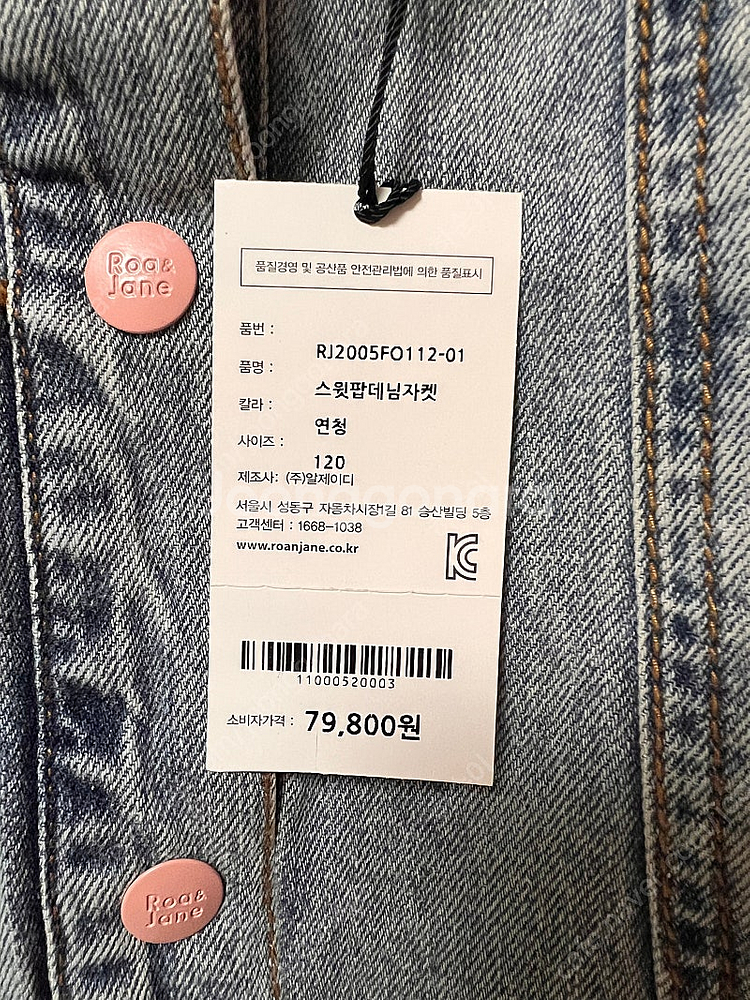 Roa&
Jane
품질경영 및 공산품 안전관리법에 의한 품질표시
품번 :
RJ2005FO112-01
품명 :
스윗팝데님자켓
칼라 :
연청
사이즈 :
120
제조사: (주)알제이디
서울시 성동구 자동차시장1길 81 승산빌딩 5층
고객센터 : 1668-1038
www.roanjane.co.kr
11000520003
소비자가격 : 79,800원
Roa&
Jane